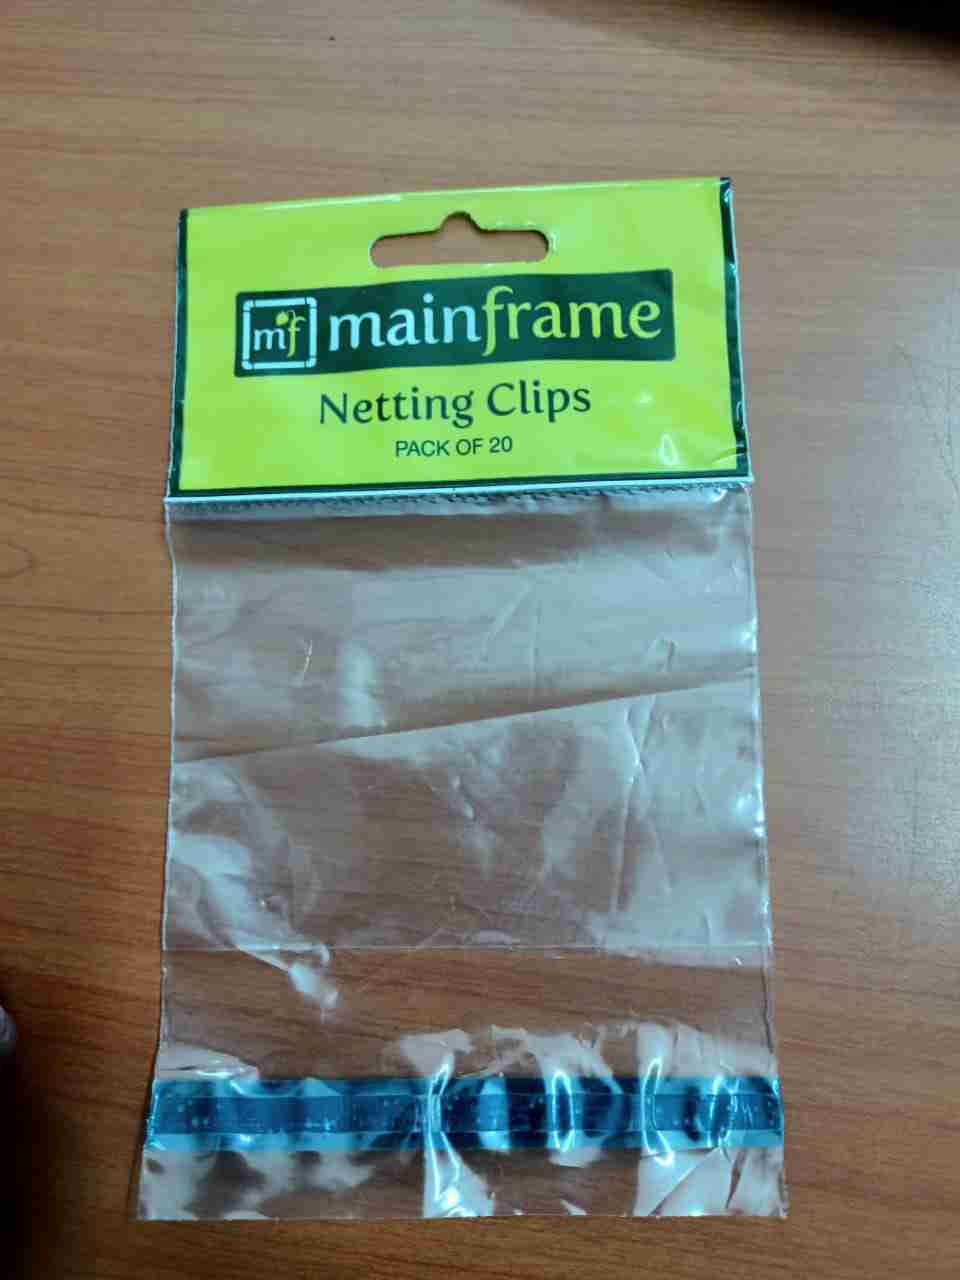 mf mainframe
Netting Clips
PACK OF 20